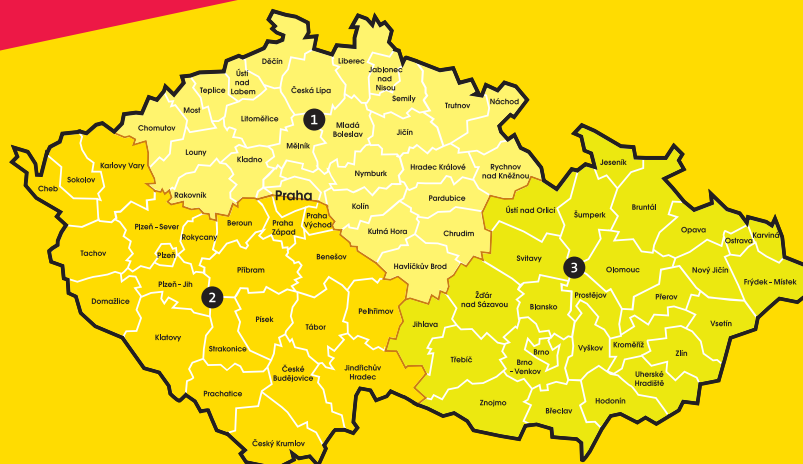 Děčín
Liberec
Jablonec
nad
Nisou
Ústí
nad
Labem
Teplice
Česká Lípa
Semily
Trutnov
Náchod
Most
Litoměřice
1
Mladá
Boleslav
Jičín
Chomutov
Louny
Mělník
Kladno
Nymburk
Hradec Králové
Rychnov
nad Kněžnou
Rakovník
Praha
Kolín
Pardubice
Kutná Hora
Chrudim
Havlíčkův Brod
Karlovy Vary
Sokolov
Cheb
Plzeň - Sever
Rokycany
Beroun
Praha
Západ
Praha
Východ
Benešov
Tachov
Plzeň
Plzeň - Jih
Příbram
2
Domažlice
Klatovy
Písek
Tábor
Pelhřimov
Strakonice
Prachatice
České
Budějovice
Jindřichův
Hradec
Český Krumlov
Jeseník
Ústí nad Orlicí
Šumperk
Bruntál
Opava
Ostrava
Karviná
Svitavy
3
Olomouc
Nový Jičín
Frýdek - Místek
Žďár
nad Sázavou
Blansko
Prostějov
Přerov
Vsetín
Jihlava
Třebíč
Brno
Brno
- Venkov
Vyškov
Kroměříž
Zlín
Uherské
Hradiště
Znojmo
Břeclav
Hodonín